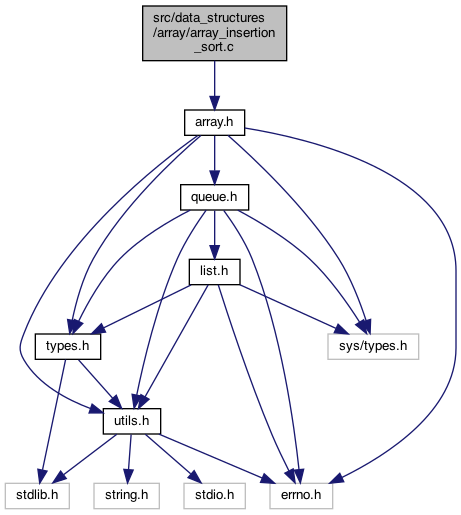 src/data_structures
/array/array_insertion
_sort.c
array.h
queue.h
list.h
types.h
sys/types.h
utils.h
stdlib.h
string.h
stdio.h
errno.h